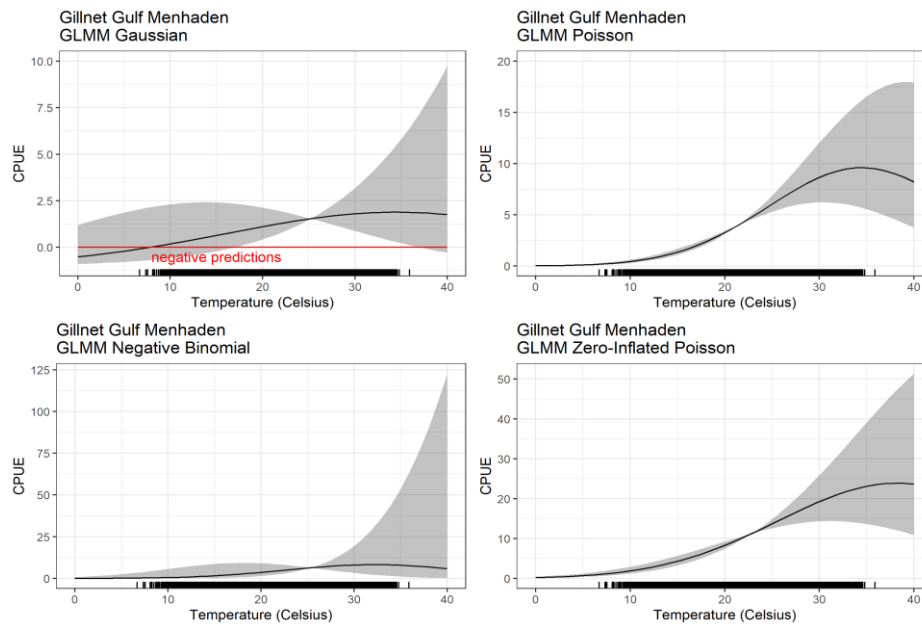 Gillnet Gulf Menhaden
GLMM Gaussian
10.0
7.5
5.0
2.5
0.0
CPUE
negative predictions
0 10 20 30 40
Temperature (Celsius)
Gillnet Gulf Menhaden
GLMM Poisson
20
15
10
5
0
CPUE
0 10 20 30 40
Temperature (Celsius)
Gillnet Gulf Menhaden
GLMM Negative Binomial
125
100
75
50
25
0
CPUE
0 10 20 30 40
Temperature (Celsius)
Gillnet Gulf Menhaden
GLMM Zero-Inflated Poisson
50
40
30
20
10
0
CPUE
0 10 20 30 40
Temperature (Celsius)